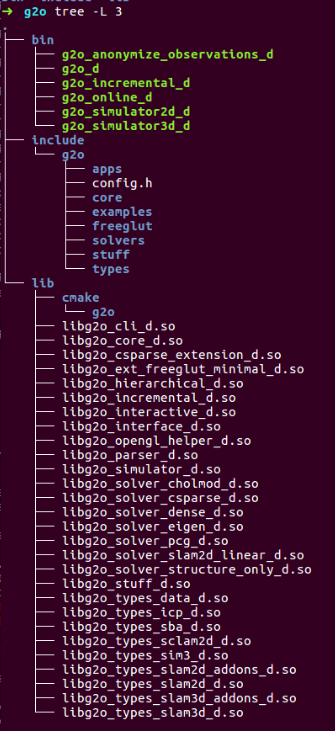 ➜ g2o tree -L 3
.
├── bin
│   ├── g2o_anonymize_observations_d
│   ├── g2o_d
│   ├── g2o_incremental_d
│   ├── g2o_online_d
│   ├── g2o_simulator2d_d
│   └── g2o_simulator3d_d
├── include
│   └── g2o
│       ├── apps
│       ├── config.h
│       ├── core
│       ├── examples
│       ├── freeglut
│       ├── solvers
│       ├── stuff
│       └── types
└── lib
    ├── cmake
    │   └── g2o
    ├── libg2o_cli_d.so
    ├── libg2o_core_d.so
    ├── libg2o_csparse_extension_d.so
    ├── libg2o_ext_freeglut_minimal_d.so
    ├── libg2o_hierarchical_d.so
    ├── libg2o_incremental_d.so
    ├── libg2o_interactive_d.so
    ├── libg2o_interface_d.so
    ├── libg2o_opengl_helper_d.so
    ├── libg2o_parser_d.so
    ├── libg2o_simulator_d.so
    ├── libg2o_solver_cholmod_d.so
    ├── libg2o_solver_csparse_d.so
    ├── libg2o_solver_dense_d.so
    ├── libg2o_solver_eigen_d.so
    ├── libg2o_solver_pcg_d.so
    ├── libg2o_solver_slam2d_linear_d.so
    ├── libg2o_solver_structure_only_d.so
    ├── libg2o_stuff_d.so
    ├── libg2o_types_data_d.so
    ├── libg2o_types_icp_d.so
    ├── libg2o_types_sba_d.so
    ├── libg2o_types_sclam2d_d.so
    ├── libg2o_types_sim3_d.so
    ├── libg2o_types_slam2d_addons_d.so
    ├── libg2o_types_slam2d_d.so
    ├── libg2o_types_slam3d_addons_d.so
    └── libg2o_types_slam3d_d.so